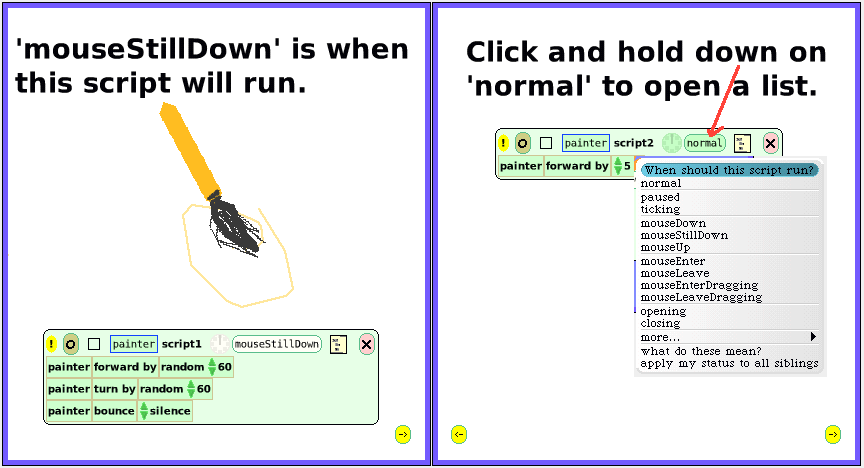 'mouseStillDown' is when
this script will run.
! painter script1 mouseStillDown
painter forward by random 60
painter turn by random 60
painter bounce silence
Click and hold down on
'normal' to open a list.
! painter script2 normal
painter forward by 5
When should this script run?
normal
paused
ticking
mouseDown
mouseStillDown
mouseUp
mouseEnter
mouseLeave
mouseEnterDragging
mouseLeaveDragging
opening
closing
more...
what do these mean?
apply my status to all siblings